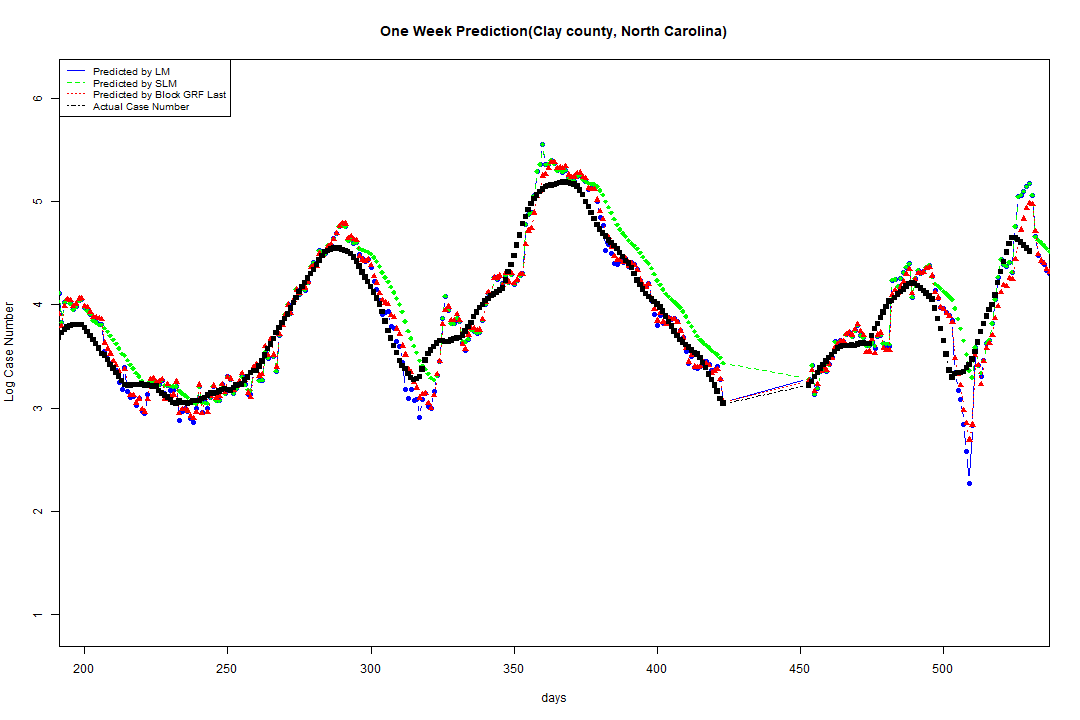 One Week Prediction(Clay county, North Carolina)
Predicted by LM
Predicted by SLM
Predicted by Block GRF Last
Actual Case Number
6
5
4
3
2
1
Log Case Number
200 250 300 350 400 450 500
days